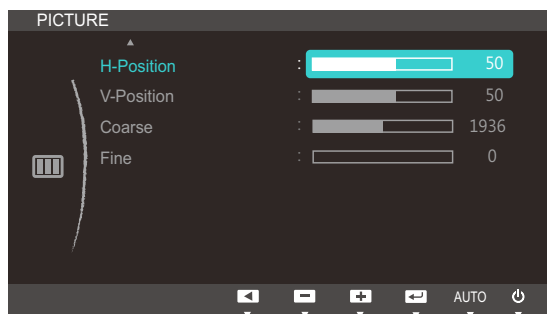 PICTURE
H-Position : 50
V-Position : 50
Coarse : 1936
Fine : 0
AUTO